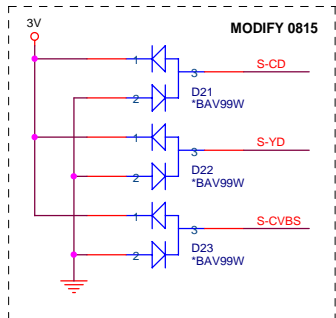 3V
MODIFY 0815
1
3
S-CD
2
D21
*BAV99W
1
3
S-YD
2
D22
*BAV99W
1
3
S-CVBS
2
D23
*BAV99W